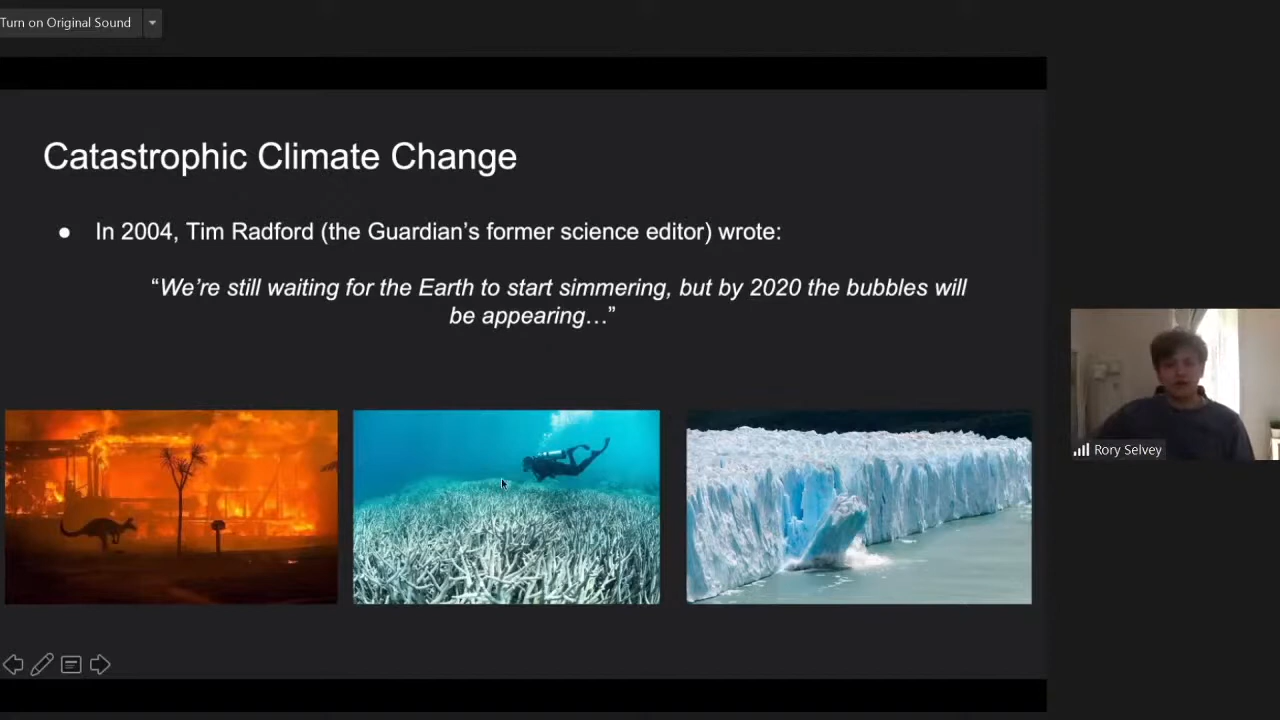 Turn on Original Sound
Catastrophic Climate Change
● In 2004, Tim Radford (the Guardian’s former science editor) wrote:
“We’re still waiting for the Earth to start simmering, but by 2020 the bubbles will
be appearing…”
Rory Selvey